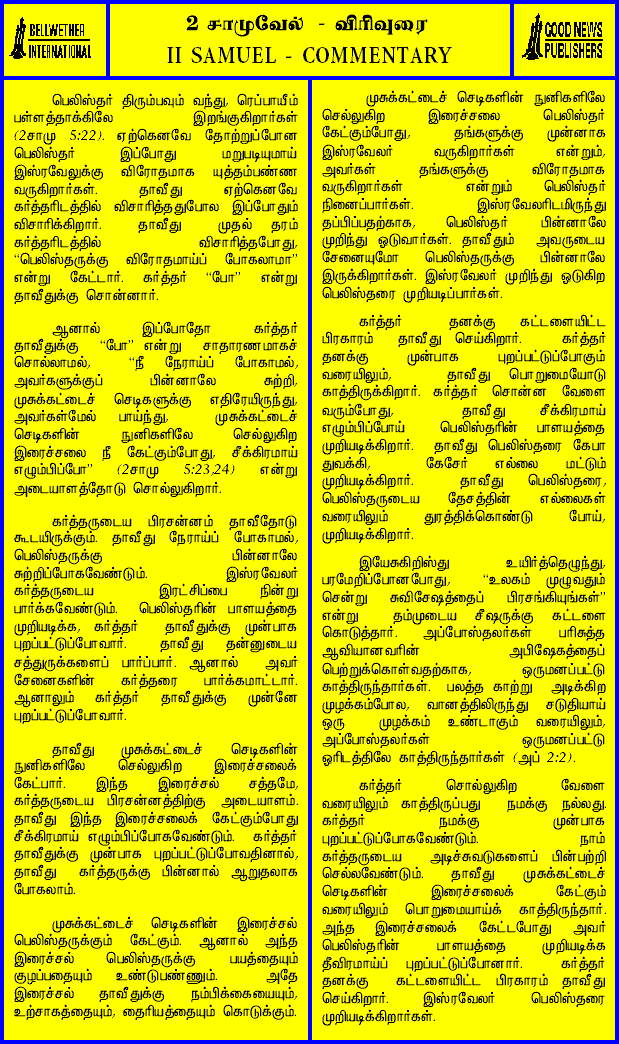 BELLWETHER
INTERNATIONAL
2 சாமுவேல் - விரிவுரை
II SAMUEL - COMMENTARY
GOOD NEWS
PUBLISHERS
பெலிஸ்தர் திரும்பவும் வந்து, ரெப்பாயீம்
பள்ளத்தாக்கிலே இறங்குகிறார்கள்
(2சாமு 5:22). ஏற்கெனவே தோற்றுப்போன
பெலிஸ்தர் இப்போது மறுபடியுமாய்
இஸ்ரவேலுக்கு விரோதமாக யுத்தம்பண்ண
வருகிறார்கள். தாவீது ஏற்கெனவே
கர்த்தரிடத்தில் விசாரித்ததுபோல இப்போதும்
விசாரிக்கிறார். தாவீது முதல் தரம்
கர்த்தரிடத்தில் விசாரித்தபோது,
“பெலிஸ்தருக்கு விரோதமாய்ப் போகலாமா”
என்று கேட்டார். கர்த்தர் “போ” என்று
தாவீதுக்கு சொன்னார்.
ஆனால் இப்போதோ கர்த்தர்
தாவீதுக்கு “போ” என்று சாதாரணமாகச்
சொல்லாமல், “நீ நேராய்ப் போகாமல்,
அவர்களுக்குப் பின்னாலே சுற்றி,
முசுக்கட்டைச் செடிகளுக்கு எதிரேயிருந்து,
அவர்கள்மேல் பாய்ந்து, முசுக்கட்டைச்
செடிகளின் நுனிகளிலே செல்லுகிற
இரைச்சலை நீ கேட்கும்போது, சீக்கிரமாய்
எழும்பிப்போ” (2சாமு 5:23,24) என்று
அடையாளத்தோடு சொல்லுகிறார்.
கர்த்தருடைய பிரசன்னம் தாவீதோடு
கூடயிருக்கும். தாவீது நேராய்ப் போகாமல்,
பெலிஸ்தருக்கு பின்னாலே
சுற்றிப்போகவேண்டும். இஸ்ரவேலர்
கர்த்தருடைய இரட்சிப்பை நின்று
பார்க்கவேண்டும். பெலிஸ்தரின் பாளயத்தை
முறியடிக்க, கர்த்தர் தாவீதுக்கு முன்பாக
புறப்பட்டுப்போவார். தாவீது தன்னுடைய
சத்துருக்களைப் பார்ப்பார். ஆனால் அவர்
சேனைகளின் கர்த்தரை பார்க்கமாட்டார்.
ஆனாலும் கர்த்தர் தாவீதுக்கு முன்னே
புறப்பட்டுப்போவார்.
தாவீது முசுக்கட்டைச் செடிகளின்
நுனிகளிலே செல்லுகிற இரைச்சலைக்
கேட்பார். இந்த இரைச்சல் சத்தமே,
கர்த்தருடைய பிரசன்னத்திற்கு அடையாளம்.
தாவீது இந்த இரைச்சலைக் கேட்கும்போது
சீக்கிரமாய் எழும்பிப்போகவேண்டும். கர்த்தர்
தாவீதுக்கு முன்பாக புறப்பட்டுப்போவதினால்,
தாவீது கர்த்தருக்கு பின்னால் ஆறுதலாக
போகலாம்.
முசுக்கட்டைச் செடிகளின் இரைச்சல்
பெலிஸ்தருக்கும் கேட்கும். ஆனால் அந்த
இரைச்சல் பெலிஸ்தருக்கு பயத்தையும்
குழப்பதையும் உண்டுபண்ணும். அதே
இரைச்சல் தாவீதுக்கு நம்பிக்கையையும்,
உற்சாகத்தையும், தைரியத்தையும் கொடுக்கும்.
முசுக்கட்டைச் செடிகளின் நுனிகளிலே
செல்லுகிற இரைச்சலை பெலிஸ்தர்
கேட்கும்போது, தங்களுக்கு முன்னாக
இஸ்ரவேலர் வருகிறார்கள் என்றும்,
அவர்கள் தங்களுக்கு விரோதமாக
வருகிறார்கள் என்றும் பெலிஸ்தர்
நினைப்பார்கள். இஸ்ரவேலரிடமிருந்து
தப்பிப்பதற்காக, பெலிஸ்தர் பின்னாலே
முறிந்து ஓடுவார்கள். தாவீதும் அவருடைய
சேனையுமோ பெலிஸ்தருக்கு பின்னாலே
இருக்கிறார்கள். இஸ்ரவேலர் முறிந்து ஓடுகிற
பெலிஸ்தரை முறியடிப்பார்கள்.
கர்த்தர் தனக்கு கட்டளையிட்ட
பிரகாரம் தாவீது செய்கிறார். கர்த்தர்
தனக்கு முன்பாக புறப்பட்டுப்போகும்
வரையிலும், தாவீது பொறுமையோடு
காத்திருக்கிறார். கர்த்தர் சொன்ன வேளை
வரும்போது, தாவீது சீக்கிரமாய்
எழும்பிப்போய் பெலிஸ்தரின் பாளயத்தை
முறியடிக்கிறார். தாவீது பெலிஸ்தரை கேபா
துவக்கி, கேசேர் எல்லை மட்டும்
முறியடிக்கிறார். தாவீது பெலிஸ்தரை,
பெலிஸ்தருடைய தேசத்தின் எல்லைகள்
வரையிலும் துரத்திக்கொண்டு போய்,
முறியடிக்கிறார்.
இயேசுகிறிஸ்து உயிர்த்தெழுந்து,
பரமேறிப்போனபோது, “உலகம் முழுவதும்
சென்று சுவிசேஷத்தைப் பிரசங்கியுங்கள்”
என்று தம்முடைய சீஷருக்கு கட்டளை
கொடுத்தார். அப்போஸ்தலர்கள் பரிசுத்த
ஆவியானவரின் அபிஷேகத்தைப்
பெற்றுக்கொள்வதற்காக, ஒருமனப்பட்டு
காத்திருந்தார்கள். பலத்த காற்று அடிக்கிற
முழக்கம்போல, வானத்திலிருந்து சடுதியாய்
ஒரு முழக்கம் உண்டாகும் வரையிலும்,
அப்போஸ்தலர்கள் ஒருமனப்பட்டு
ஓரிடத்திலே காத்திருந்தார்கள் (அப் 2:2).
கர்த்தர் சொல்லுகிற வேளை
வரையிலும் காத்திருப்பது நமக்கு நல்லது.
கர்த்தர் நமக்கு முன்பாக
புறப்பட்டுப்போகவேண்டும். நாம்
கர்த்தருடைய அடிச்சுவடுகளைப் பின்பற்றி
செல்லவேண்டும். தாவீது முசுக்கட்டைச்
செடிகளின் இரைச்சலைக் கேட்கும்
வரையிலும் பொறுமையாய்க் காத்திருந்தார்.
அந்த இரைச்சலைக் கேட்டபோது அவர்
பெலிஸ்தரின் பாளயத்தை முறியடிக்க
தீவிரமாய்ப் புறப்பட்டுப்போனார். கர்த்தர்
தனக்கு கட்டளையிட்ட பிரகாரம் தாவீது
செய்கிறார். இஸ்ரவேலர் பெலிஸ்தரை
முறியடிக்கிறார்கள்.